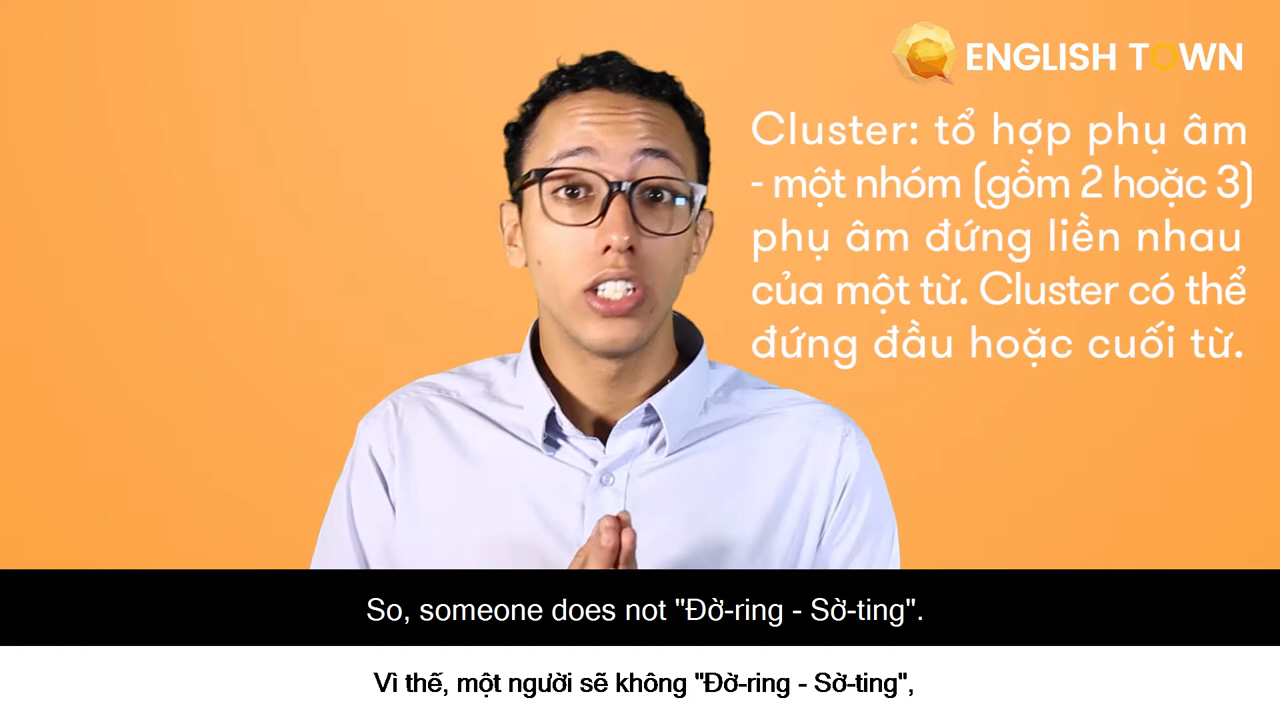 ENGLISH TOWN
Cluster: tổ hợp phụ âm
- một nhóm (gồm 2 hoặc 3)
phụ âm đứng liền nhau
của một từ. Cluster có thể
đứng đầu hoặc cuối từ.
So, someone does not "Đờ-ring - Sờ-ting".
Vì thế, một người sẽ không "Đờ-ring - Sờ-ting",